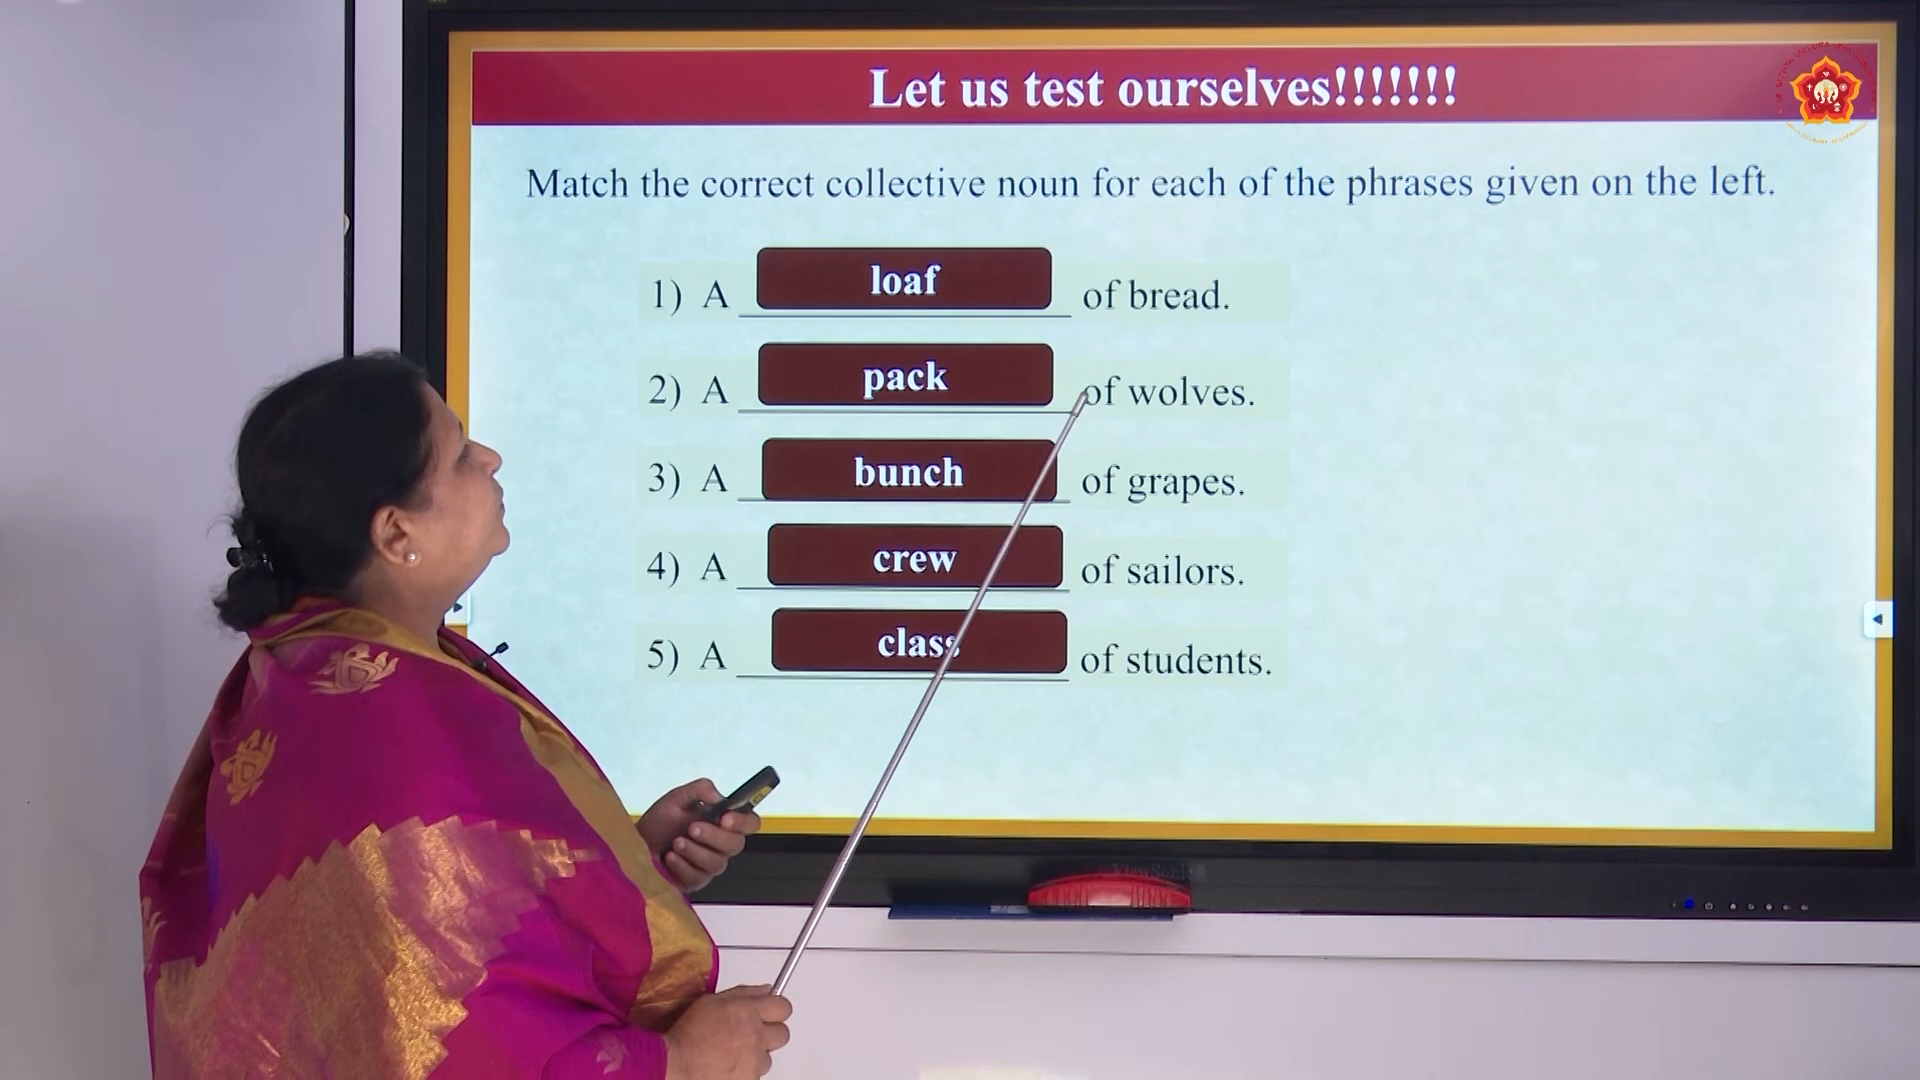 Let us test ourselves!!!!!!!
Match the correct collective noun for each of the phrases given on the left.
1) A loaf of bread.
2) A pack of wolves.
3) A bunch of grapes.
4) A crew of sailors.
5) A class of students.
ViewSonic